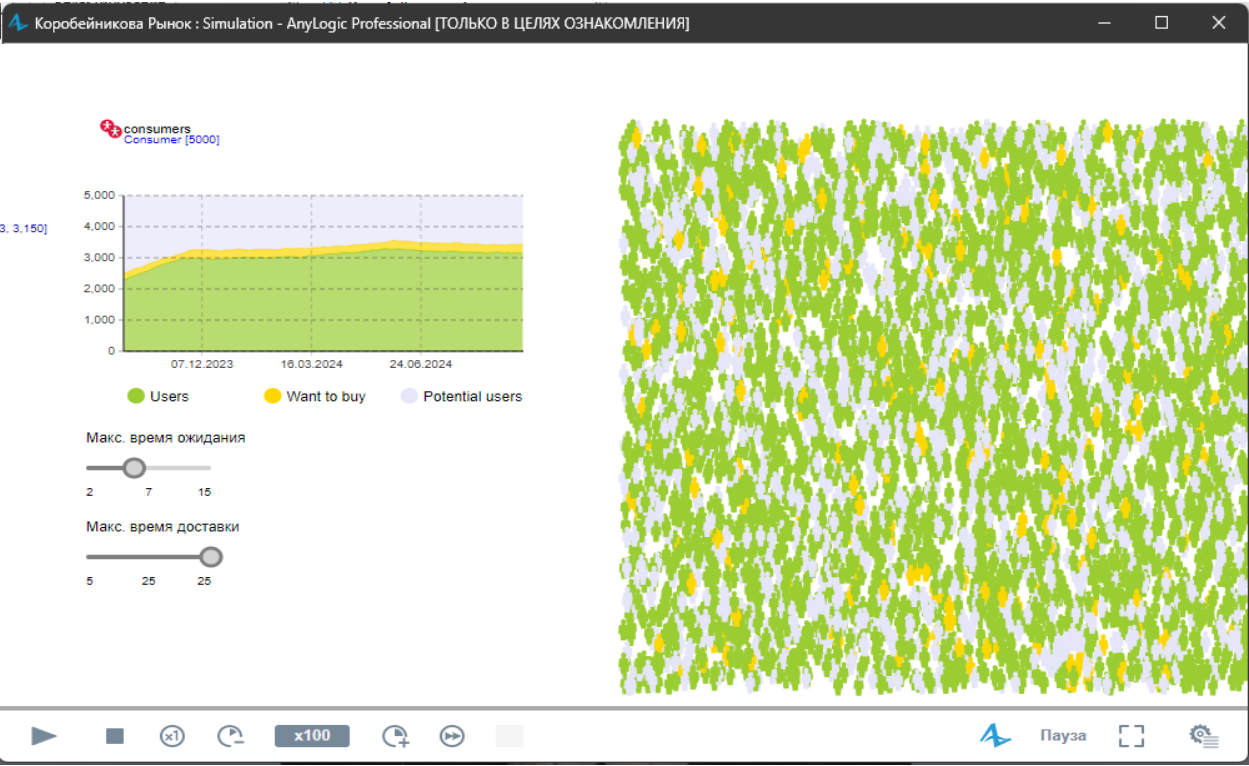 Коробейникова Рынок : Simulation - AnyLogic Professional [ТОЛЬКО В ЦЕЛЯХ ОЗНАКОМЛЕНИЯ]
consumers
Consumer [5000]
5,000
4,000
3, 3,150]
3,000
2,000
1,000
0
07.12.2023 16.03.2024 24.06.2024
Users Want to buy Potential users
Макс. время ожидания
2 7 15
Макс. время доставки
5 25 25
x1 x100 Пауза